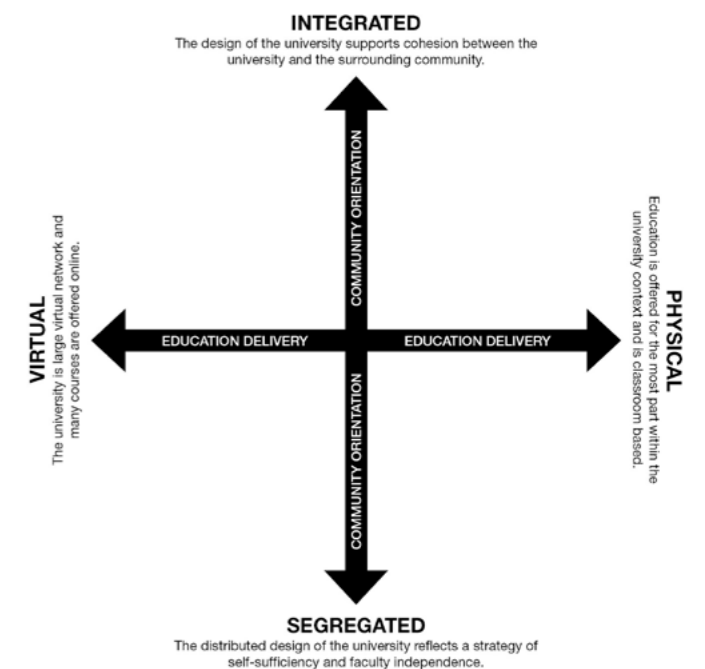 INTEGRATED
The design of the university supports cohesion between the
university and the surrounding community.
COMMUNITY ORIENTATION
VIRTUAL
The university is large virtual network and
many courses are offered online.
EDUCATION DELIVERY
EDUCATION DELIVERY
PHYSICAL
Education is offered for the most part within the
university context and is classroom based.
COMMUNITY ORIENTATION
SEGREGATED
The distributed design of the university reflects a strategy of
self-sufficiency and faculty independence.